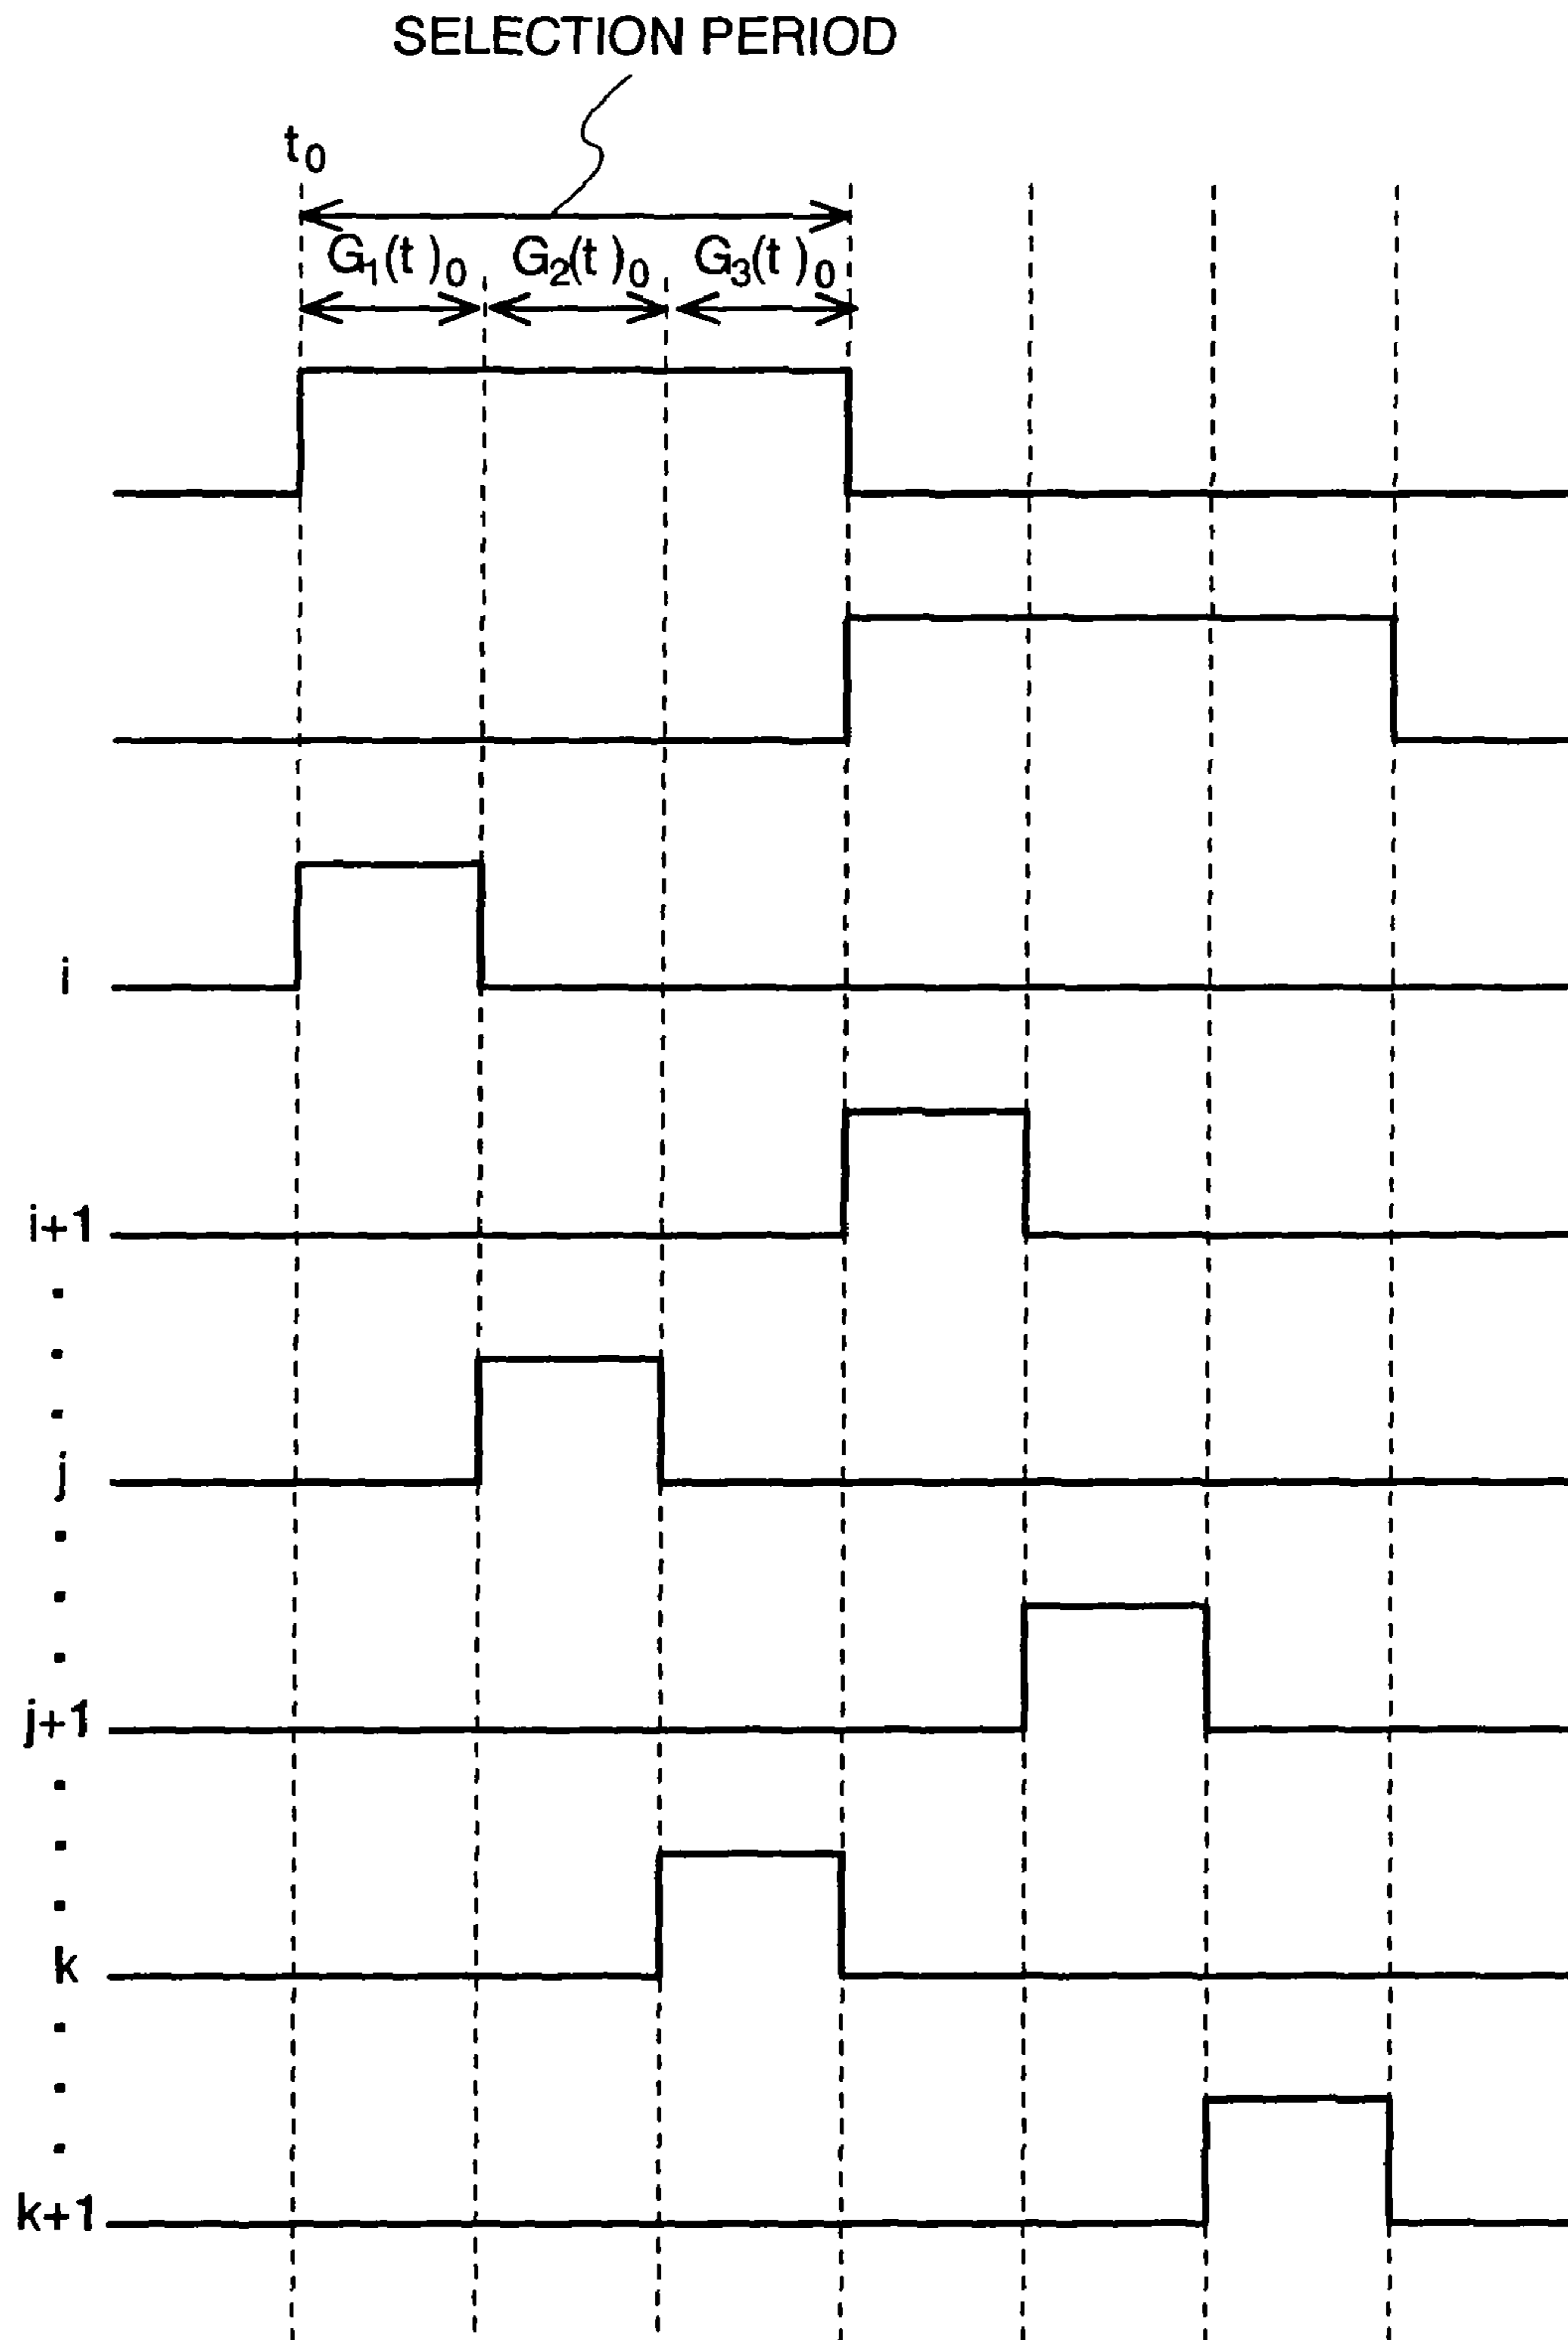 SELECTION PERIOD
t0
G1(t )0 G2(t )0 G3(t )0
i
i+1
.
.
.
j
.
.
.
j+1
.
.
.
k
.
.
.
k+1